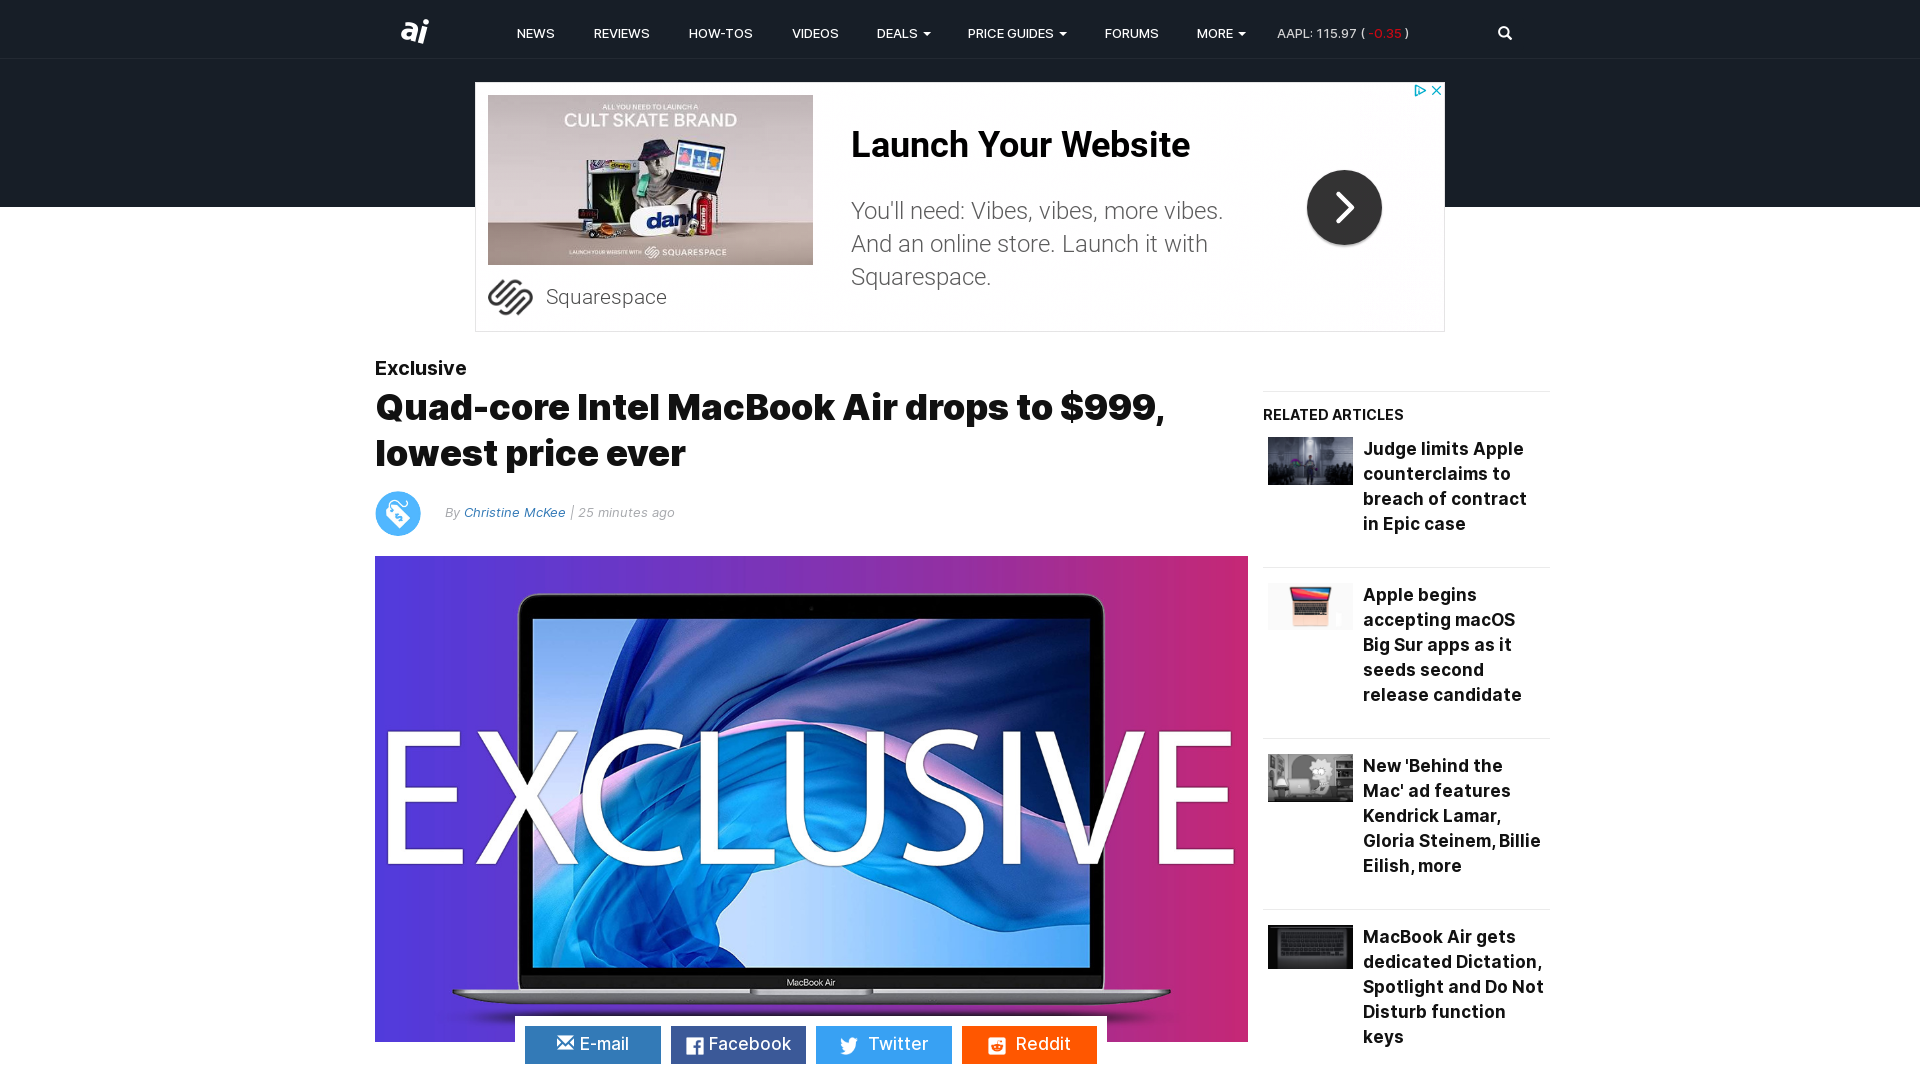 ai
NEWS
REVIEWS
HOW-TOS
VIDEOS
DEALS
PRICE GUIDES
FORUMS
MORE
AAPL: 115.97 ( -0.35 )
ALL YOU NEED TO LAUNCH A
CULT SKATE BRAND
dante
LAUNCH YOUR WEBSITE WITH SQUARESPACE
Squarespace
Launch Your Website
You'll need: Vibes, vibes, more vibes.
And an online store. Launch it with
Squarespace.
Exclusive
Quad-core Intel MacBook Air drops to $999,
lowest price ever
By Christine McKee | 25 minutes ago
EXCLUSIVE
MacBook Air
E-mail
Facebook
Twitter
Reddit
RELATED ARTICLES
Judge limits Apple
counterclaims to
breach of contract
in Epic case
Apple begins
accepting macOS
Big Sur apps as it
seeds second
release candidate
New 'Behind the
Mac' ad features
Kendrick Lamar,
Gloria Steinem, Billie
Eilish, more
MacBook Air gets
dedicated Dictation,
Spotlight and Do Not
Disturb function
keys